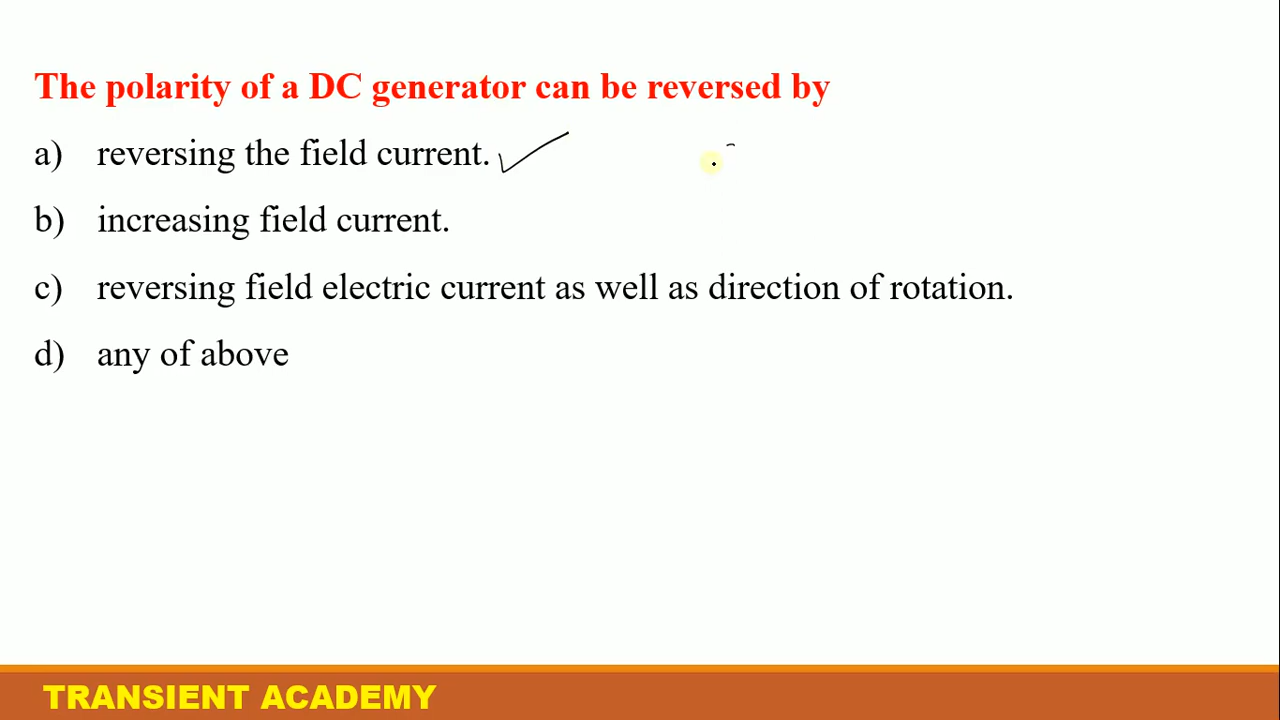 The polarity of a DC generator can be reversed by
a) reversing the field current.
b) increasing field current.
c) reversing field electric current as well as direction of rotation.
d) any of above
TRANSIENT ACADEMY